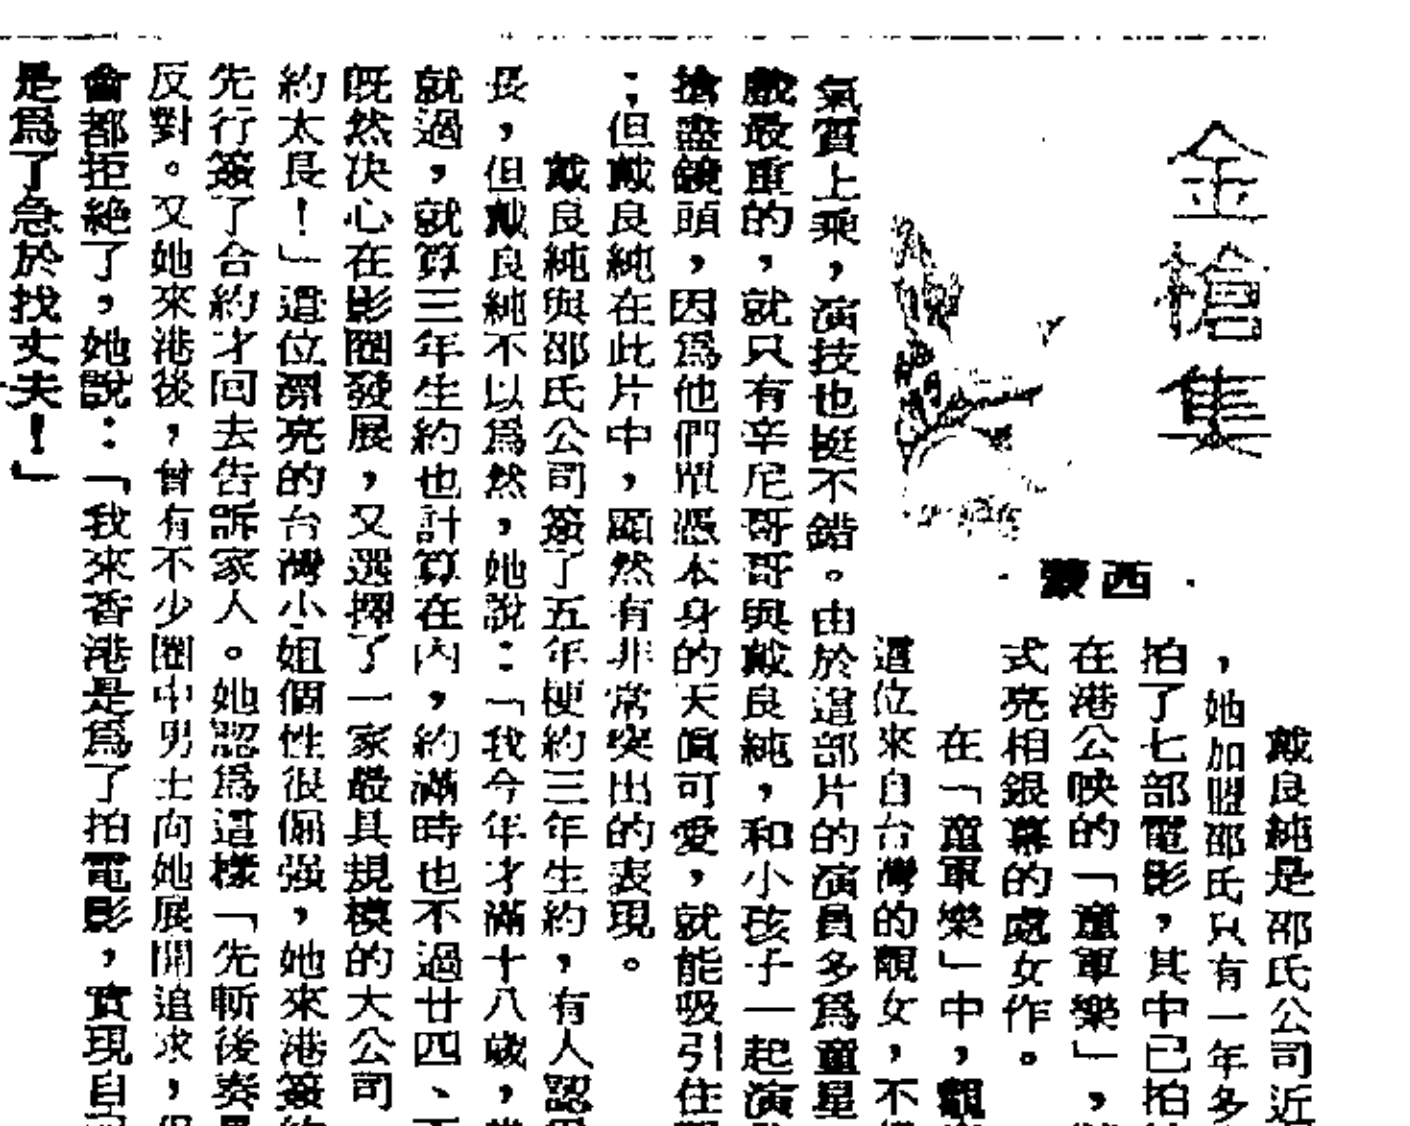 金槍集
西蒙
戴良純是邵氏公司近
，她加盟邵氏只有一年多
拍了七部電影，其中已拍
在港公映的「童軍樂」，
式亮相銀幕的處女作。
在「童軍樂」中，觀
這位來自台灣的靚女，不
氣質上乘，演技也挺不錯。由於這部片的演員多爲童星
戲最重的，就只有辛尼哥哥與戴良純，和小孩子一起演
搶盡鏡頭，因爲他們單憑本身的天眞可愛，就能吸引住
；但戴良純在此片中，顯然有非常突出的表現。
戴良純與邵氏公司簽了五年梗約三年生約，有人認
長，但戴良純不以爲然，她說：「我今年才滿十八歲，
就過，就算三年生約也計算在內，約滿時也不過廿四、
旣然決心在影圈發展，又選擇了一家最具規模的大公司
約太長！」這位漂亮的台灣小姐個性很倔强，她來港簽
先行簽了合約才回去告訴家人。她認爲這樣「先斬後奏
反對。又她來港後，曾有不少圈中男士向她展開追求，
會都拒絕了，她說：「我來香港是爲了拍電影，實現自
是爲了急於找丈夫！」